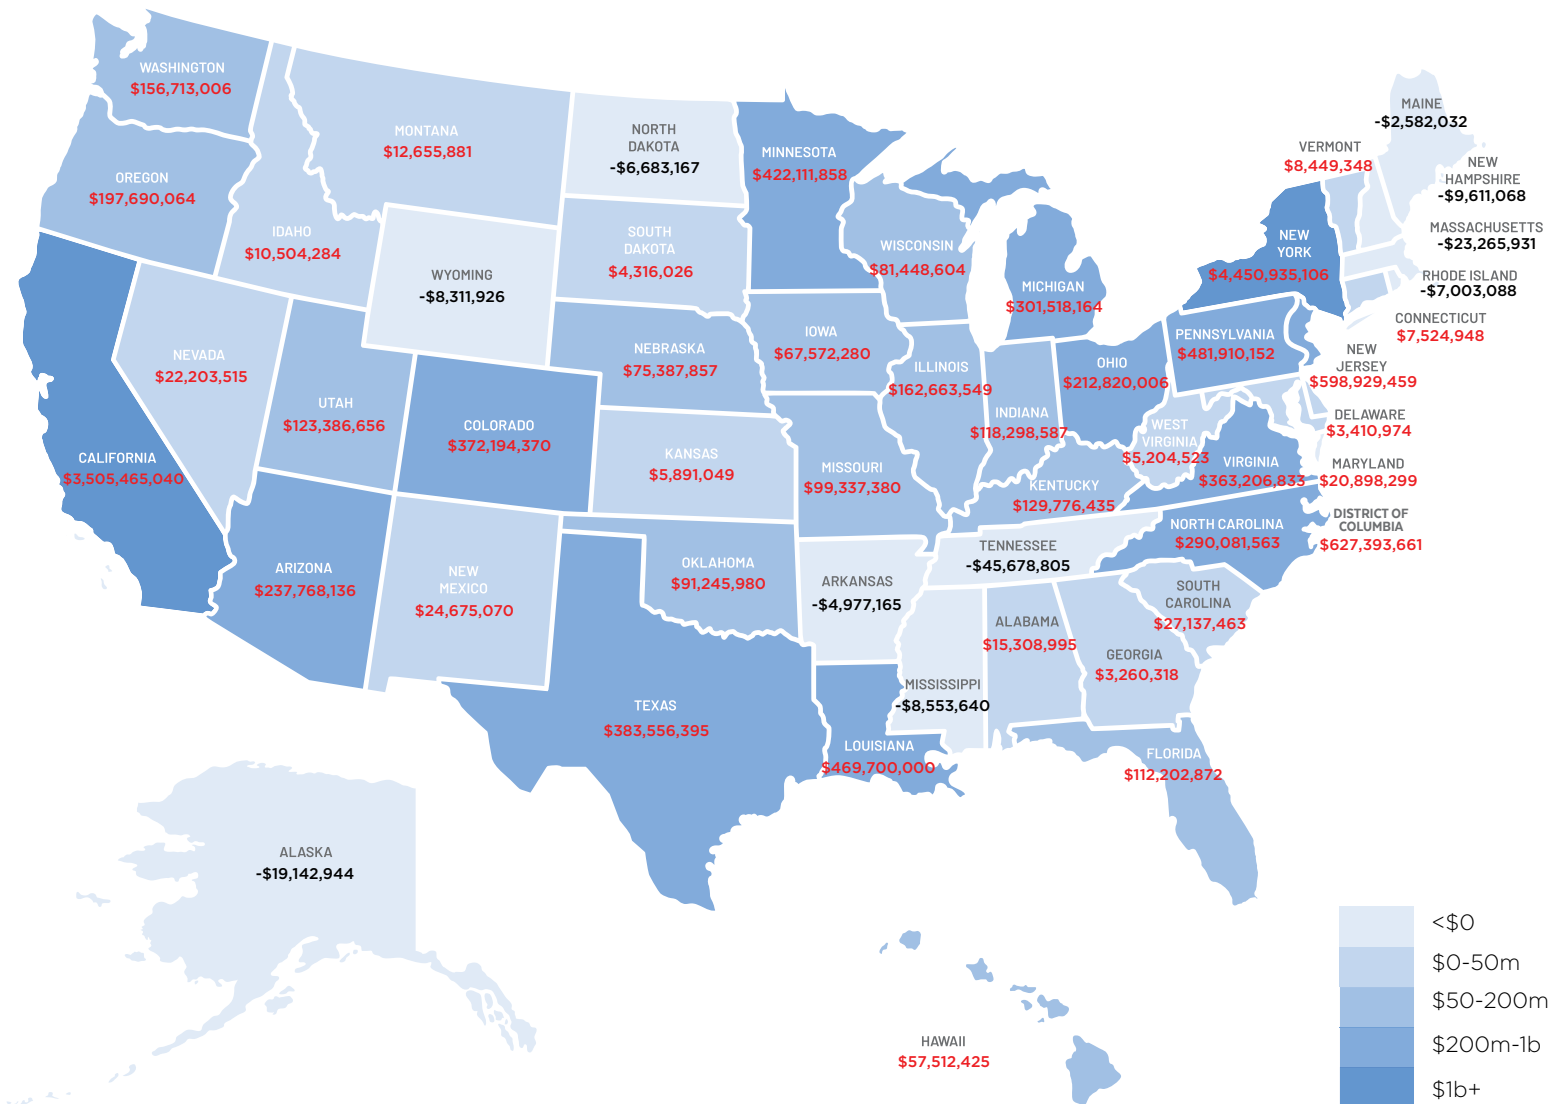 WASHINGTON
$156,713,006
OREGON
$197,690,064
IDAHO
$10,504,284
MONTANA
$12,655,881
NORTH
DAKOTA
-$6,683,167
SOUTH
DAKOTA
$4,316,026
WYOMING
-$8,311,926
NEVADA
$22,203,515
UTAH
$123,386,656
COLORADO
$372,194,370
CALIFORNIA
$3,505,465,040
ARIZONA
$237,768,136
NEW
MEXICO
$24,675,070
NEBRASKA
$75,387,857
KANSAS
$5,891,049
OKLAHOMA
$91,245,980
TEXAS
$383,556,395
MINNESOTA
$422,111,858
IOWA
$67,572,280
MISSOURI
$99,337,380
ARKANSAS
-$4,977,165
LOUISIANA
$469,700,000
WISCONSIN
$81,448,604
ILLINOIS
$162,663,549
MICHIGAN
$301,518,164
INDIANA
$118,298,587
OHIO
$212,820,006
KENTUCKY
$129,776,435
TENNESSEE
-$45,678,805
MISSISSIPPI
-$8,553,640
ALABAMA
$15,308,995
GEORGIA
$3,260,318
FLORIDA
$112,202,872
SOUTH
CAROLINA
$27,137,463
NORTH CAROLINA
$290,081,563
VIRGINIA
$363,206,833
WEST
VIRGINIA
$5,204,523
PENNSYLVANIA
$481,910,152
NEW
YORK
$4,450,935,106
VERMONT
$8,449,348
MAINE
-$2,582,032
NEW
HAMPSHIRE
-$9,611,068
MASSACHUSETTS
-$23,265,931
RHODE ISLAND
-$7,003,088
CONNECTICUT
$7,524,948
NEW
JERSEY
$598,929,459
DELAWARE
$3,410,974
MARYLAND
$20,898,299
DISTRICT OF
COLUMBIA
$627,393,661
ALASKA
-$19,142,944
HAWAII
$57,512,425
<$0
$0-50m
$50-200m
$200m-1b
$1b+